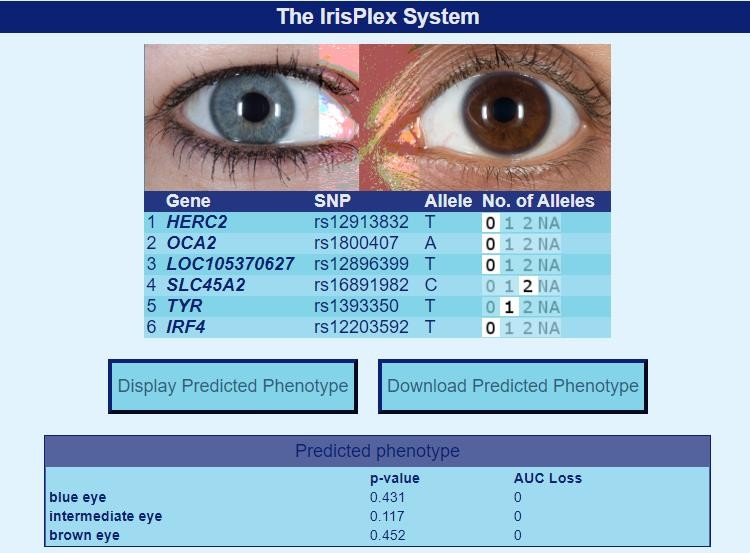 The IrisPlex System
Gene SNP Allele No. of Alleles
1 HERC2 rs12913832 T 0 1 2 NA
2 OCA2 rs1800407 A 0 1 2 NA
3 LOC105370627 rs12896399 T 0 1 2 NA
4 SLC45A2 rs16891982 C 0 1 2 NA
5 TYR rs1393350 T 0 1 2 NA
6 IRF4 rs12203592 T 0 1 2 NA
Display Predicted Phenotype Download Predicted Phenotype
Predicted phenotype
p-value AUC Loss
blue eye 0.431 0
intermediate eye 0.117 0
brown eye 0.452 0